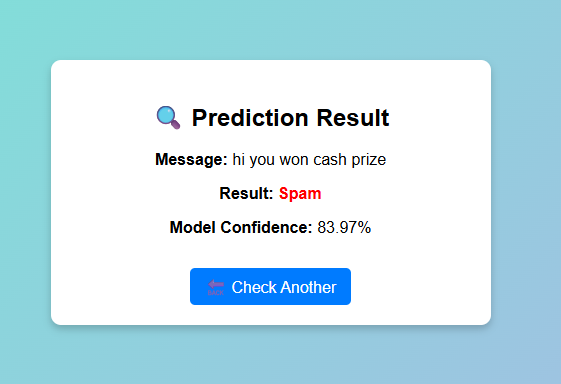 Prediction Result
Message: hi you won cash prize
Result: Spam
Model Confidence: 83.97%
BACK Check Another